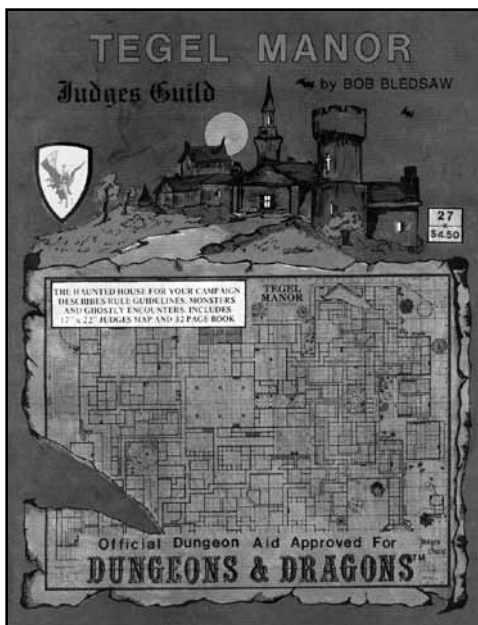 TEGEL MANOR
Judges Guild
by BOB BLEDSAW
27
$4.50
THE HAUNTED HOUSE FOR YOUR CAMPAIGN
DESCRIBES RULE GUIDELINES, MONSTERS
AND GHOSTLY ENCOUNTERS. INCLUDES
17" x 22" JUDGES MAP AND 32 PAGE BOOK
TEGEL
MANOR
Official Dungeon Aid Approved For
Judges
Guild
DUNGEONS & DRAGONS™